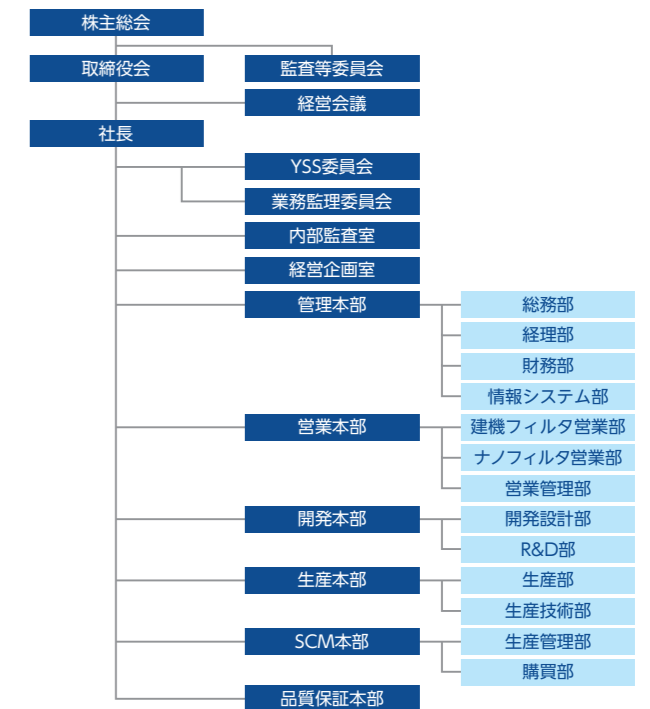 株主総会
取締役会
監査等委員会
経営会議
社長
YSS委員会
業務監理委員会
内部監査室
経営企画室
管理本部
総務部
経理部
財務部
情報システム部
営業本部
建機フィルタ営業部
ナノフィルタ営業部
営業管理部
開発本部
開発設計部
R&D部
生産本部
生産部
生産技術部
SCM本部
生産管理部
購買部
品質保証本部